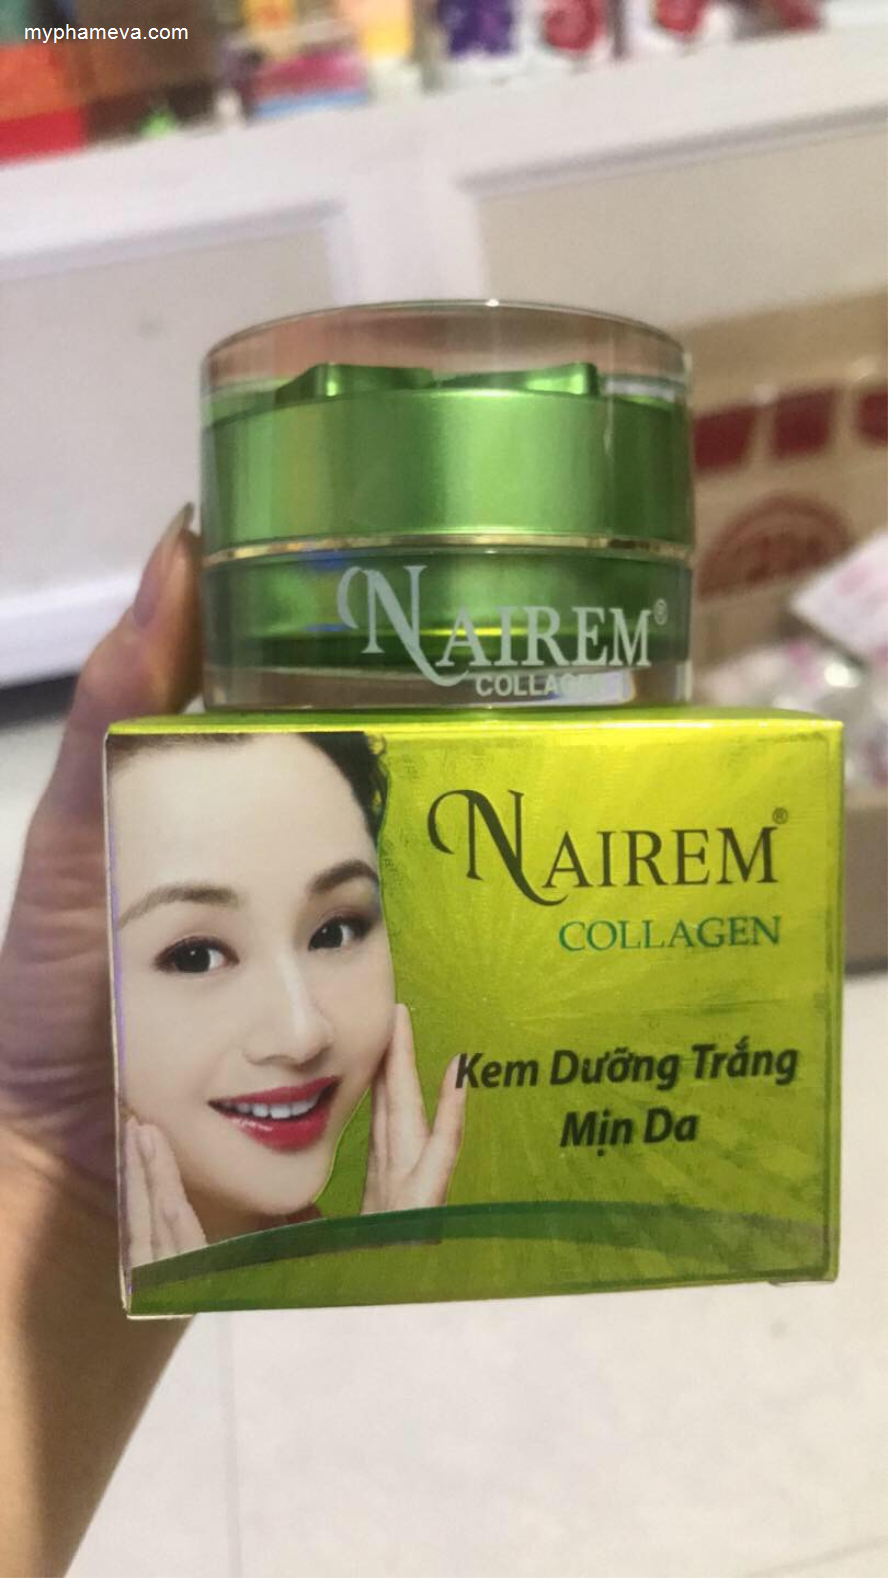 myphameva.com
NAIREM®
COLLAGEN
NAIREM®
COLLAGEN
Kem Dưỡng Trắng
Mịn Da